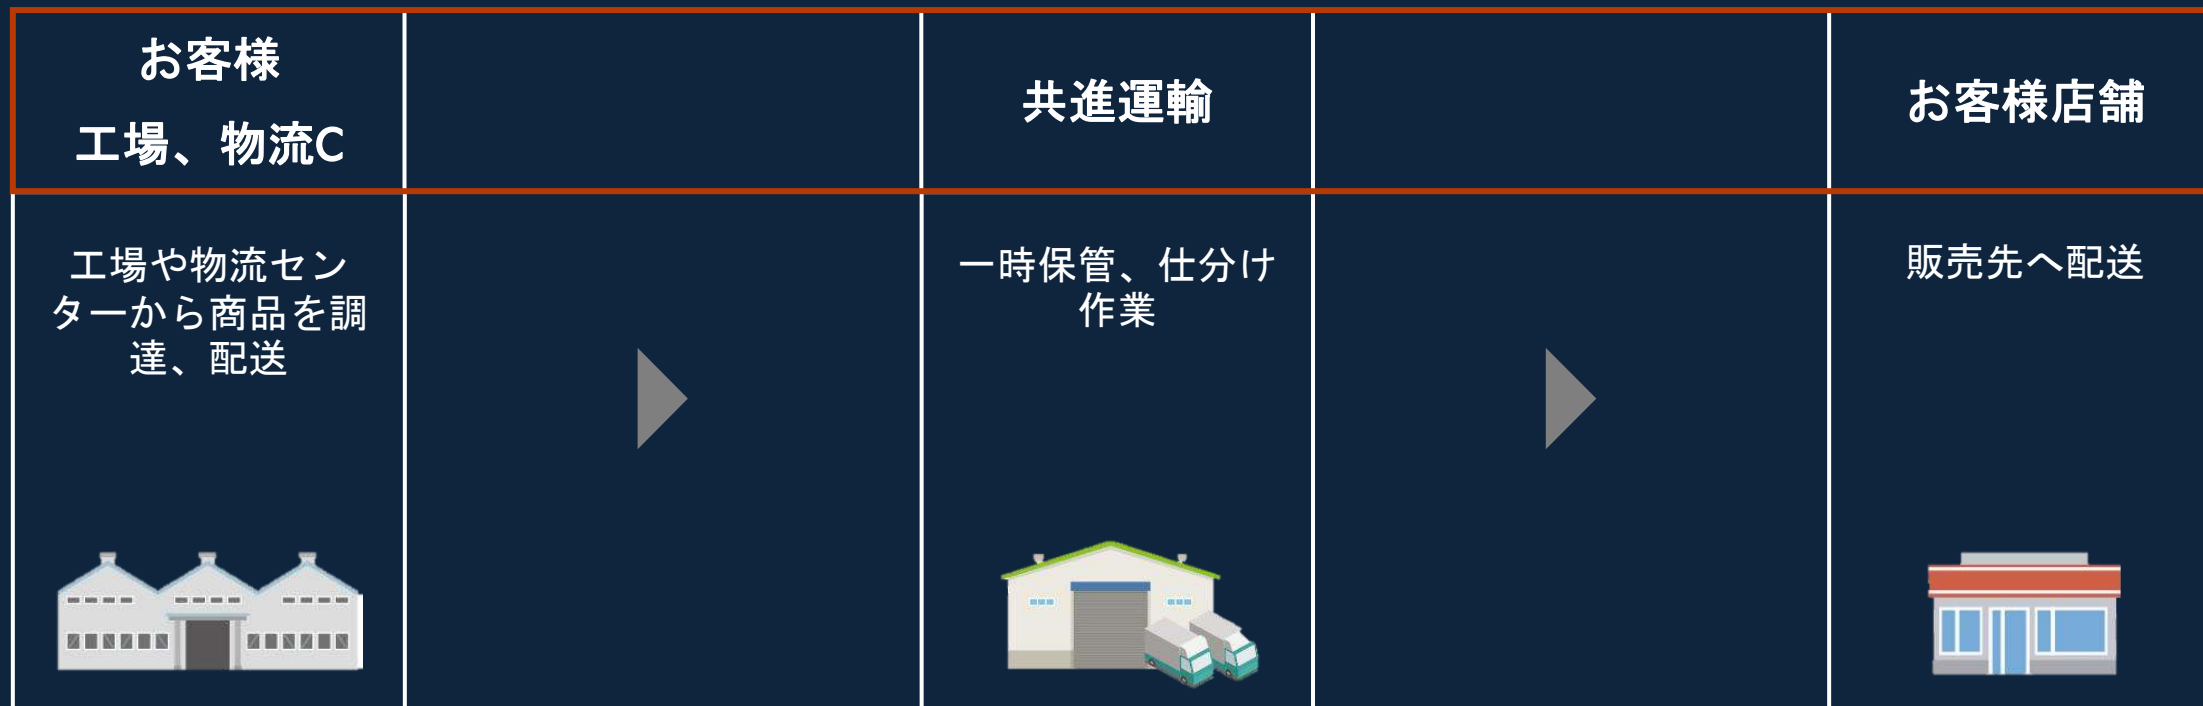 お客様
工場、物流C
共進運輸
お客様店舗
工場や物流セン
ターから商品を調
達、配送
一時保管、仕分け
作業
販売先へ配送